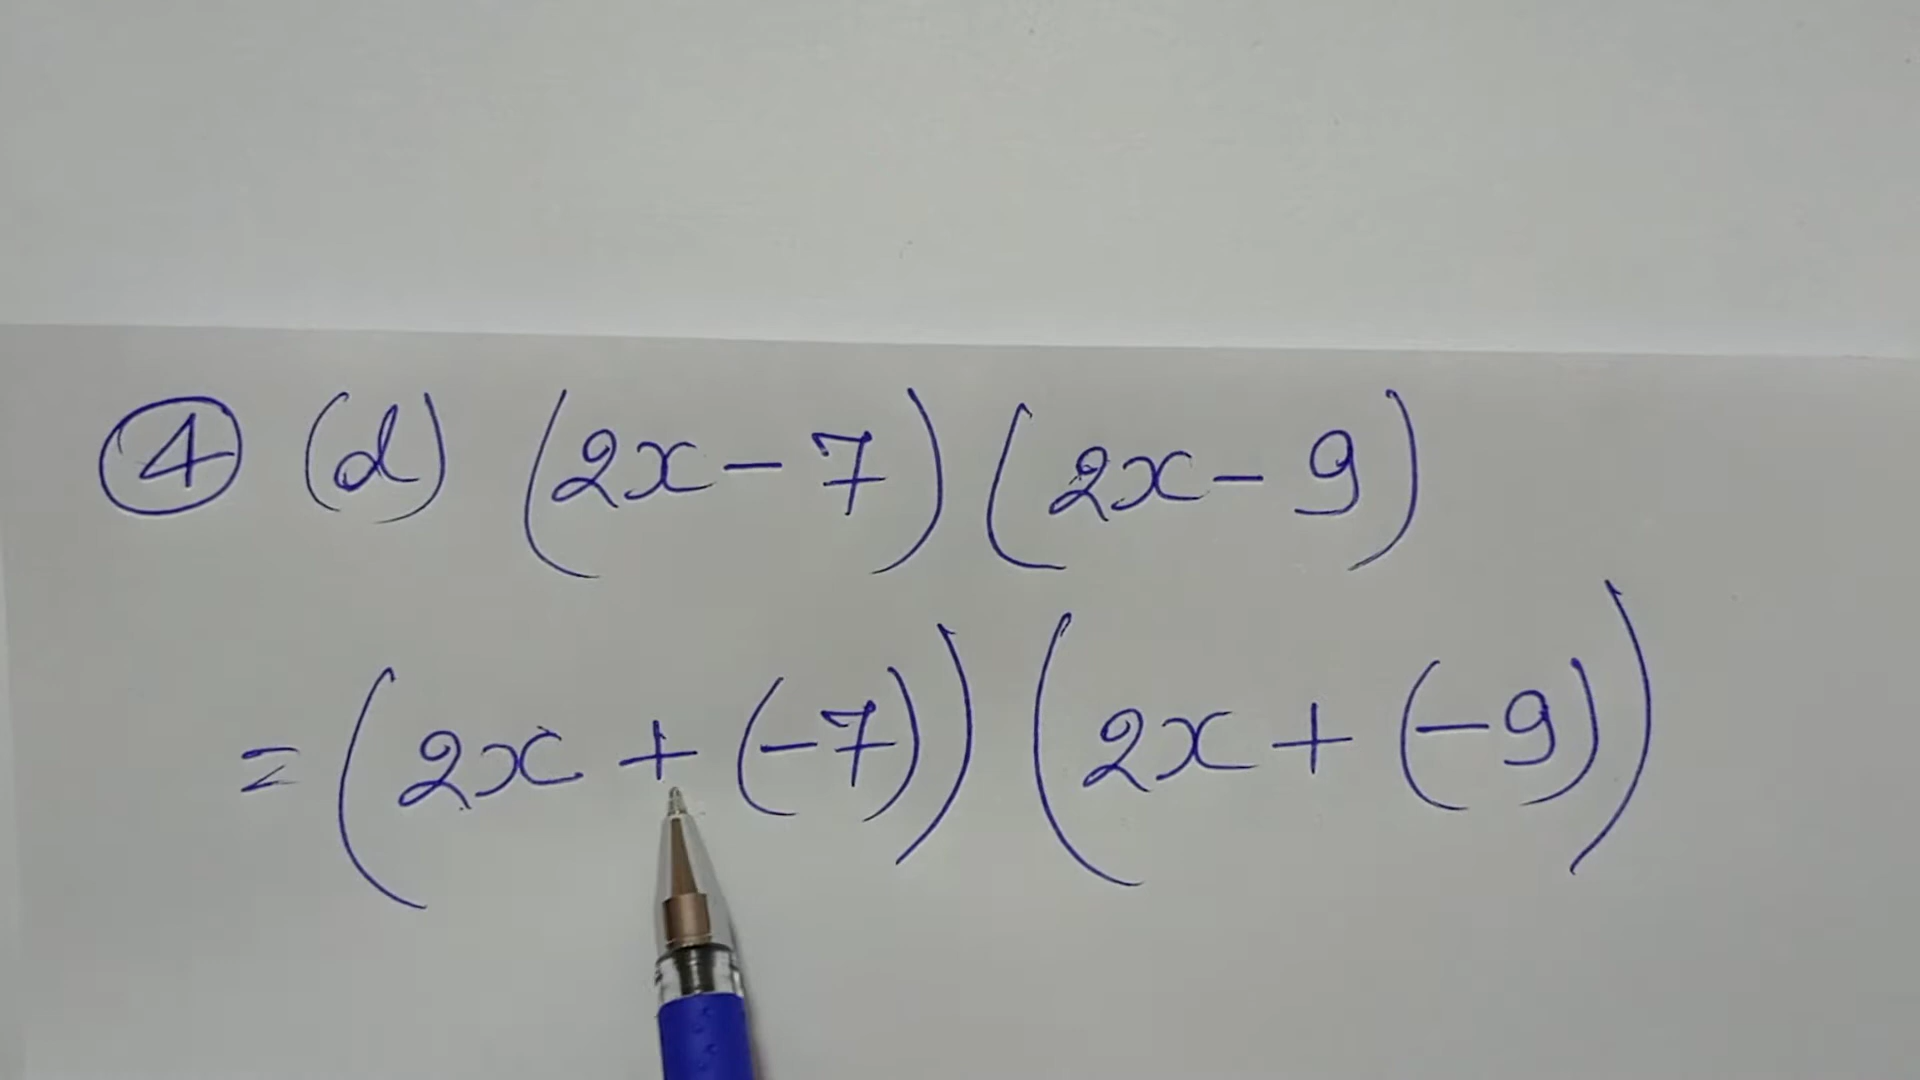 ④ (d) (2x - 7) (2x - 9)
= (2x + (-7)) (2x + (-9))